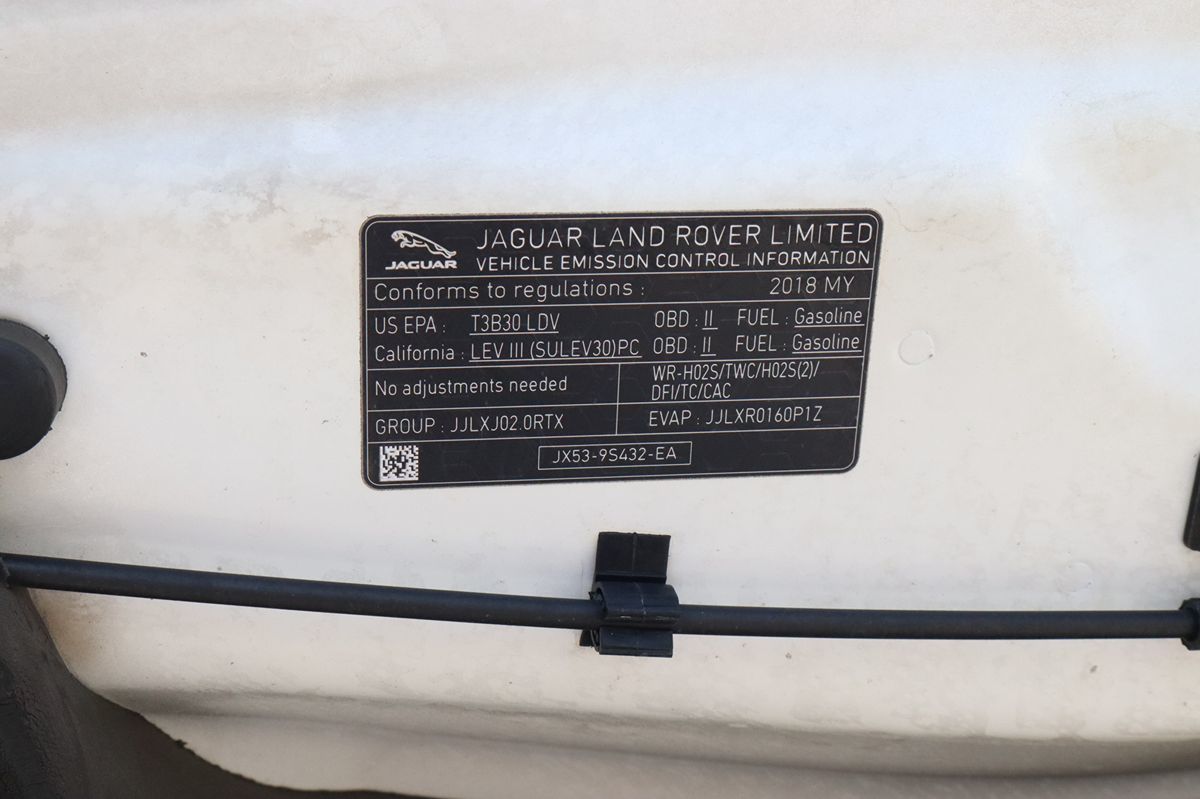 JAGUAR
JAGUAR LAND ROVER LIMITED
VEHICLE EMISSION CONTROL INFORMATION
Conforms to regulations : 2018 MY
US EPA : T3B30 LDV OBD : II FUEL : Gasoline
California : LEV III (SULEV30)PC OBD : II FUEL : Gasoline
No adjustments needed
WR-H02S/TWC/H02S(2)/
DFI/TC/CAC
GROUP : JJLXJ02.0RTX EVAP : JJLXR0160P1Z
JX53-9S432-EA